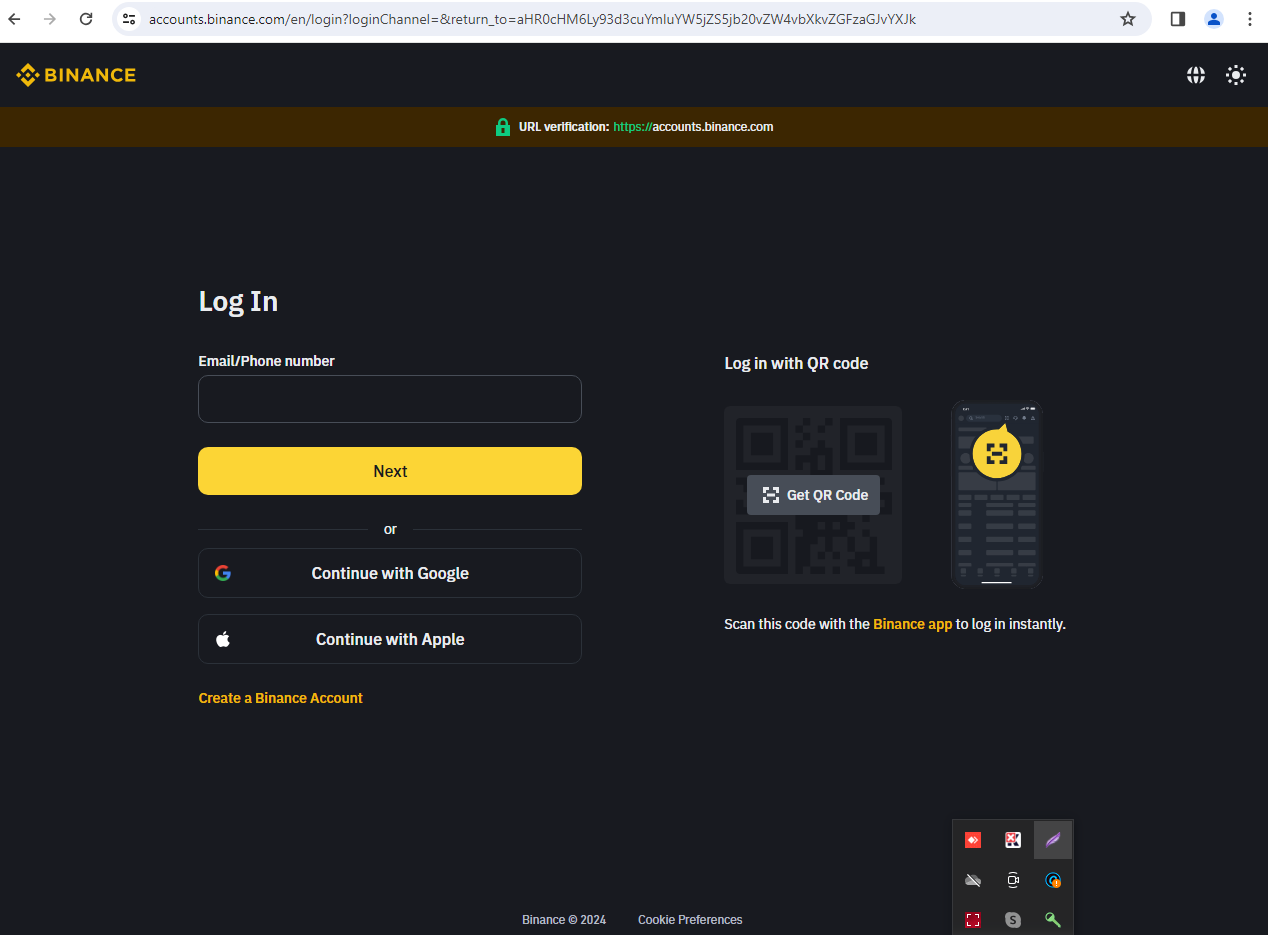 accounts.binance.com/en/login?loginChannel=&return_to=aHR0cHM6Ly93d3cuYmluYW5jZS5jb20vZW4vbXkvZGFzaGJvYXJk
BINANCE
URL verification: https://accounts.binance.com
Log In
Email/Phone number
Next
or
Continue with Google
Continue with Apple
Create a Binance Account
Log in with QR code
Get QR Code
Scan this code with the Binance app to log in instantly.
Binance © 2024
Cookie Preferences
S